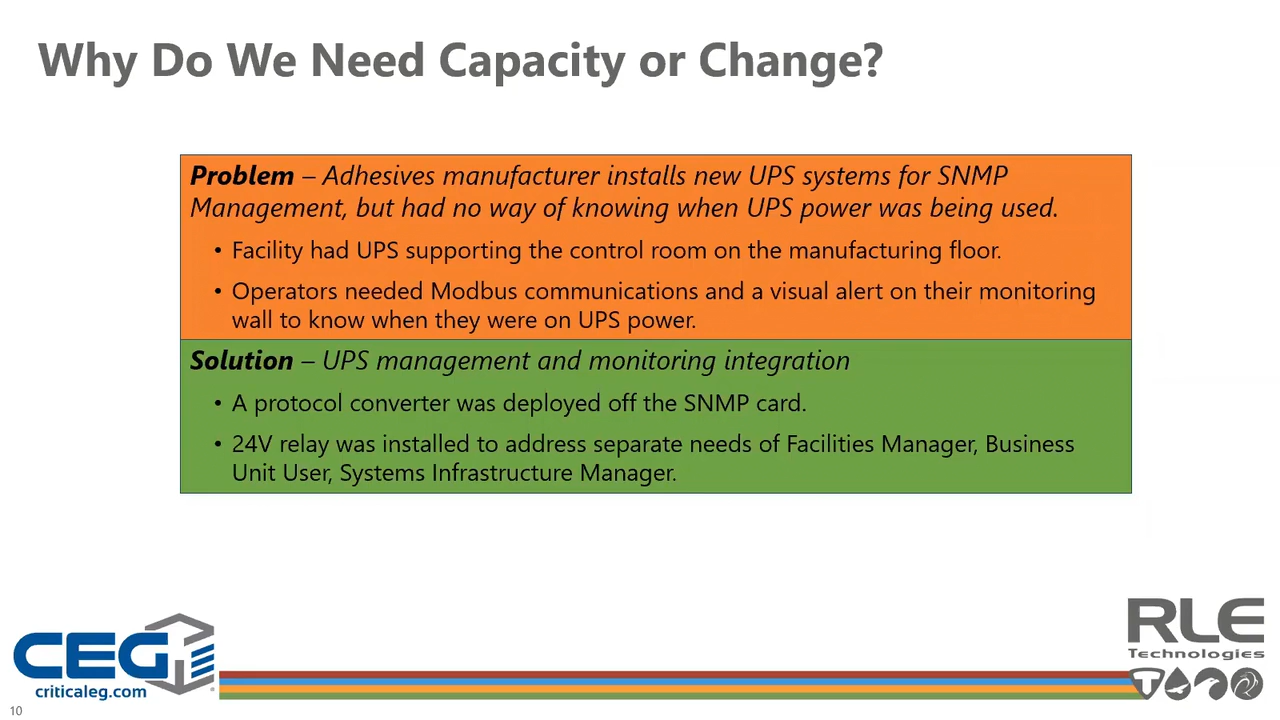 Why Do We Need Capacity or Change?
Problem – Adhesives manufacturer installs new UPS systems for SNMP
Management, but had no way of knowing when UPS power was being used.
• Facility had UPS supporting the control room on the manufacturing floor.
• Operators needed Modbus communications and a visual alert on their monitoring
wall to know when they were on UPS power.
Solution – UPS management and monitoring integration
• A protocol converter was deployed off the SNMP card.
• 24V relay was installed to address separate needs of Facilities Manager, Business
Unit User, Systems Infrastructure Manager.
CEG
criticaleg.com
RLE
Technologies
10